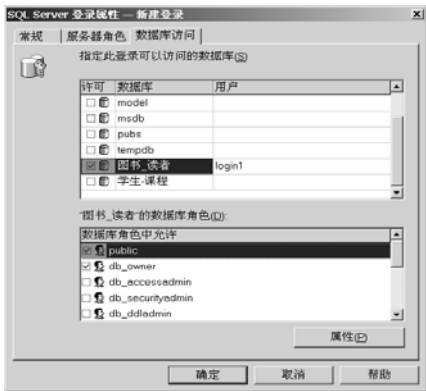 SQL Server 登录属性 — 新建登录
常规 服务器角色 数据库访问
指定此登录可以访问的数据库(S)
许可 数据库 用户
model
msdb
pubs
tempdb
图书_读者 login1
学生-课程
"图书_读者"的数据库角色(D):
数据库角色中允许
public
db_owner
db_accessadmin
db_securityadmin
db_ddladmin
属性(P)
确定 取消 帮助